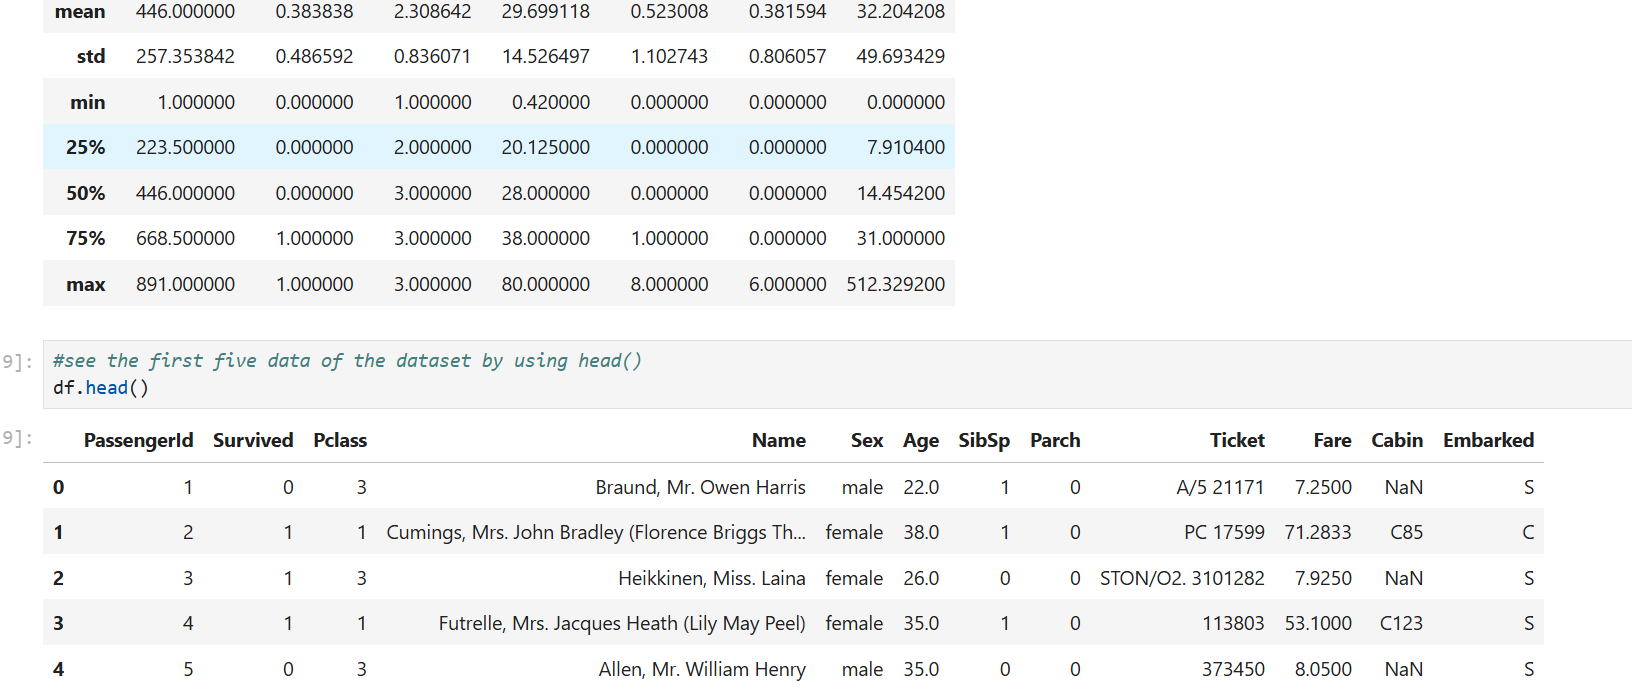 mean 446.000000 0.383838 2.308642 29.699118 0.523008 0.381594 32.204208
std 257.353842 0.486592 0.836071 14.526497 1.102743 0.806057 49.693429
min 1.000000 0.000000 1.000000 0.420000 0.000000 0.000000 0.000000
25% 223.500000 0.000000 2.000000 20.125000 0.000000 0.000000 7.910400
50% 446.000000 0.000000 3.000000 28.000000 0.000000 0.000000 14.454200
75% 668.500000 1.000000 3.000000 38.000000 1.000000 0.000000 31.000000
max 891.000000 1.000000 3.000000 80.000000 8.000000 6.000000 512.329200
9]: #see the first five data of the dataset by using head()
df.head()
9]: PassengerId Survived Pclass Name Sex Age SibSp Parch Ticket Fare Cabin Embarked
0 1 0 3 Braund, Mr. Owen Harris male 22.0 1 0 A/5 21171 7.2500 NaN S
1 2 1 1 Cumings, Mrs. John Bradley (Florence Briggs Th... female 38.0 1 0 PC 17599 71.2833 C85 C
2 3 1 3 Heikkinen, Miss. Laina female 26.0 0 0 STON/O2. 3101282 7.9250 NaN S
3 4 1 1 Futrelle, Mrs. Jacques Heath (Lily May Peel) female 35.0 1 0 113803 53.1000 C123 S
4 5 0 3 Allen, Mr. William Henry male 35.0 0 0 373450 8.0500 NaN S